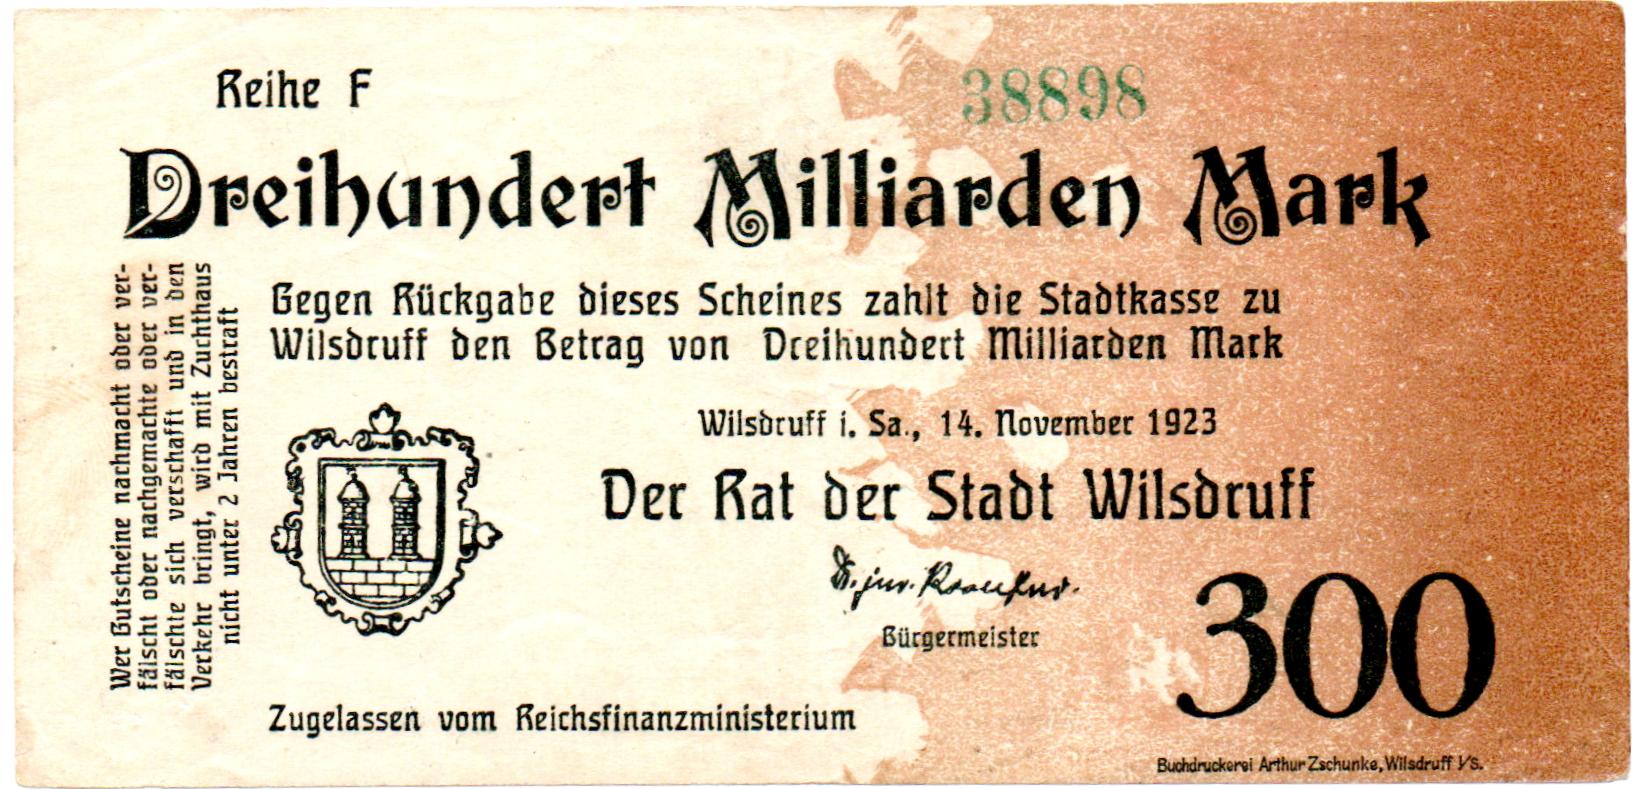 Reihe F
38898
Dreihundert Milliarden Mark
Gegen Rückgabe dieses Scheines zahlt die Stadtkasse zu
Wilsdruff den Betrag von Dreihundert Milliarden Mark
Wilsdruff i. Sa., 14. November 1923
Der Rat der Stadt Wilsdruff
Bürgermeister
300
Zugelassen vom Reichsfinanzministerium
Buchdruckerei Arthur Zschunke, Wilsdruff i/S.
Wer Gutscheine nachmacht oder ver-
fälscht oder nachgemachte oder ver-
fälschte sich verschafft und in den
Verkehr bringt, wird mit Zuchthaus
nicht unter 2 Jahren bestraft